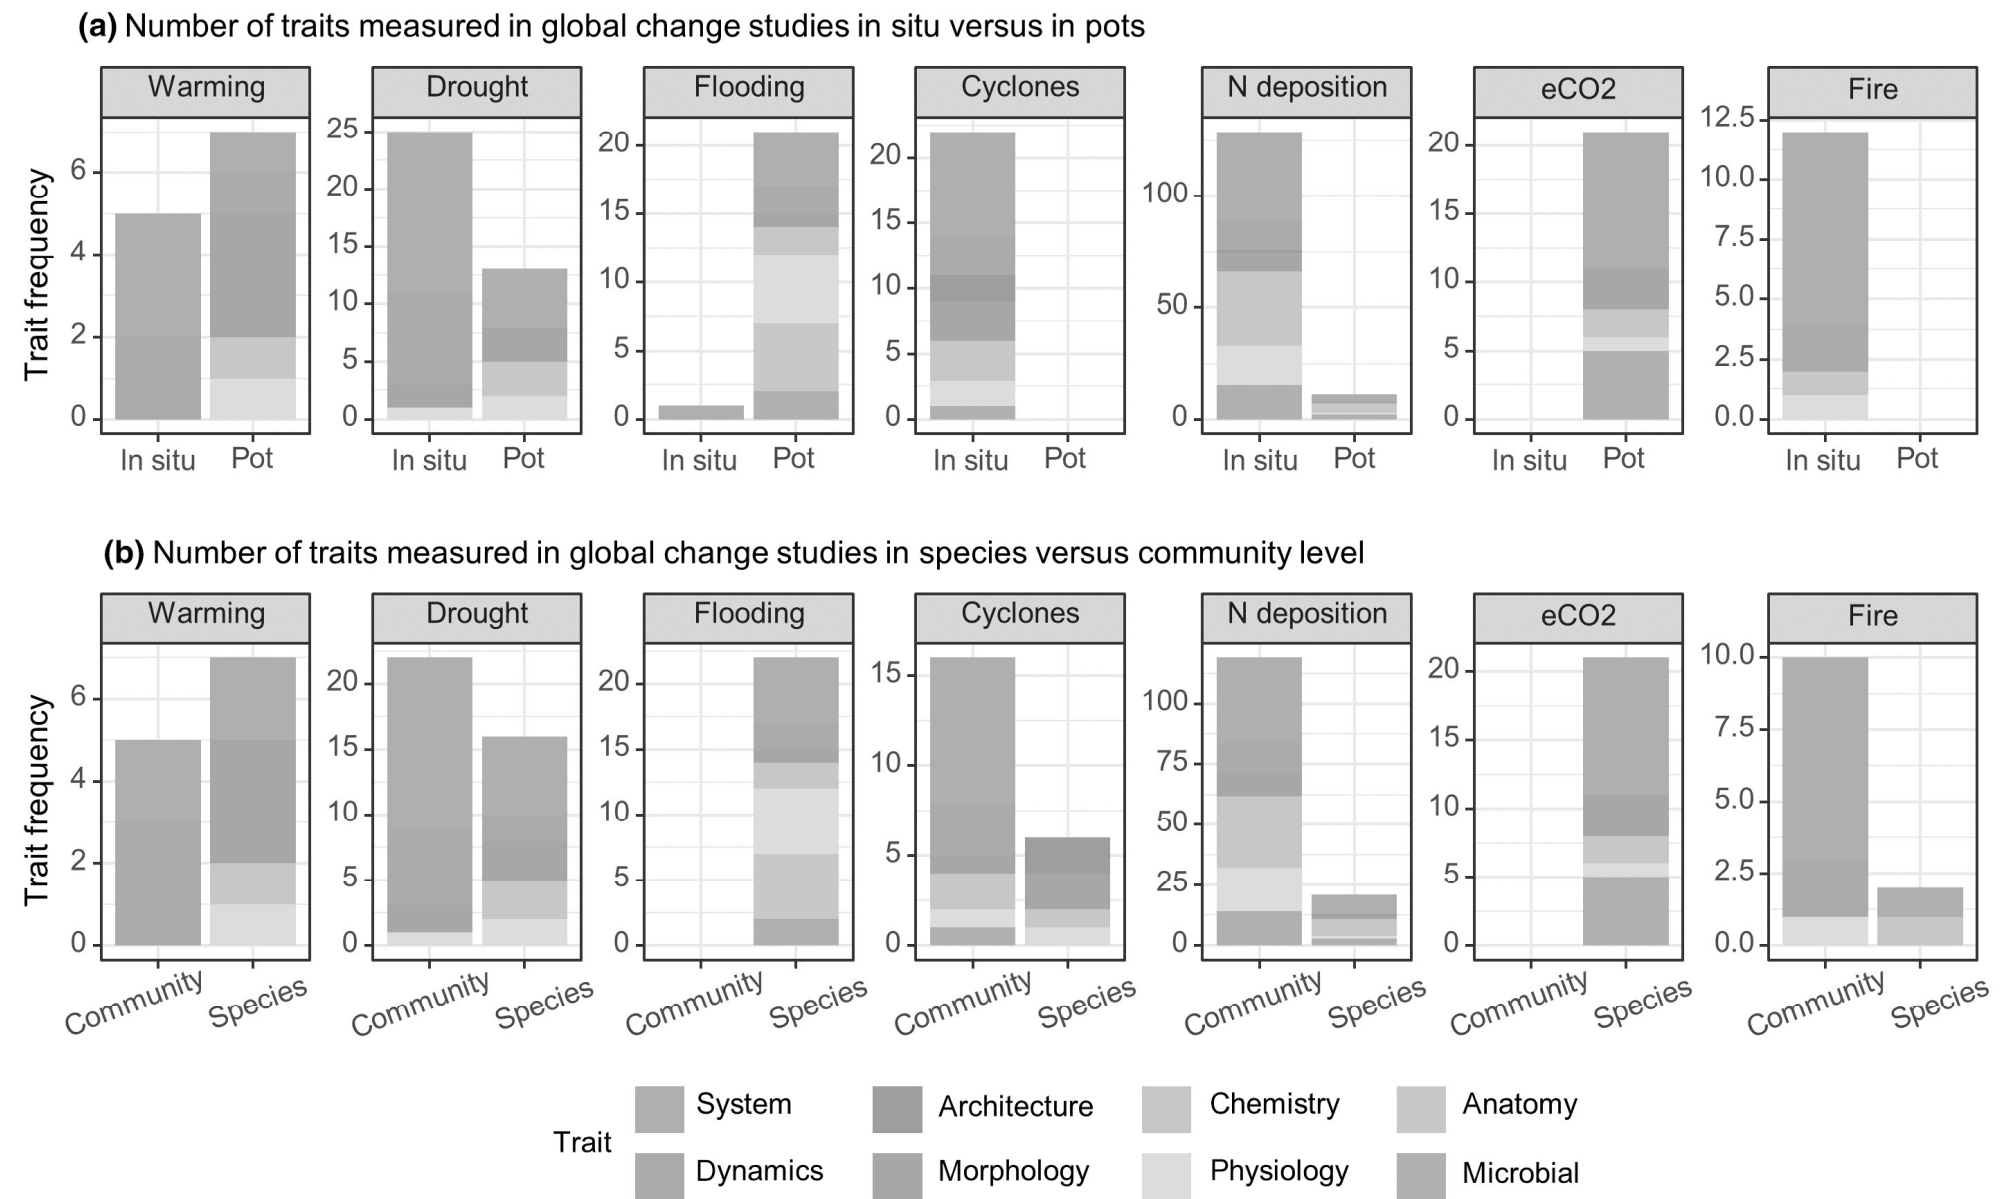 (a) Number of traits measured in global change studies in situ versus in pots
Warming Drought Flooding Cyclones N deposition eCO2 Fire
Trait frequency
0 2 4 6
0 5 10 15 20 25
0 5 10 15 20
0 5 10 15 20
0 50 100
0 5 10 15 20
0.0 2.5 5.0 7.5 10.0 12.5
In situ Pot In situ Pot In situ Pot In situ Pot In situ Pot In situ Pot In situ Pot
(b) Number of traits measured in global change studies in species versus community level
Warming Drought Flooding Cyclones N deposition eCO2 Fire
Trait frequency
0 2 4 6
0 5 10 15 20
0 5 10 15 20
0 5 10 15
0 25 50 75 100
0 5 10 15 20
0.0 2.5 5.0 7.5 10.0
Community Species Community Species Community Species Community Species Community Species Community Species Community Species
Trait
System Architecture Chemistry Anatomy
Dynamics Morphology Physiology Microbial